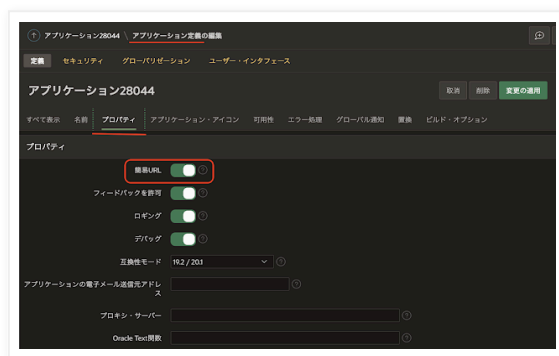 アプリケーション28044 \ アプリケーション定義の編集
定義 セキュリティ グローバリゼーション ユーザー・インタフェース
アプリケーション28044 取消 削除 変更の適用
すべて表示 名前 プロパティ アプリケーション・アイコン 可用性 エラー処理 グローバル通知 置換 ビルド・オプション
プロパティ
簡易URL
フィードバックを許可
ロギング
デバッグ
互換性モード 19.2 / 20.1
アプリケーションの電子メール送信元アドレ
ス
プロキシ・サーバー
Oracle Text関数